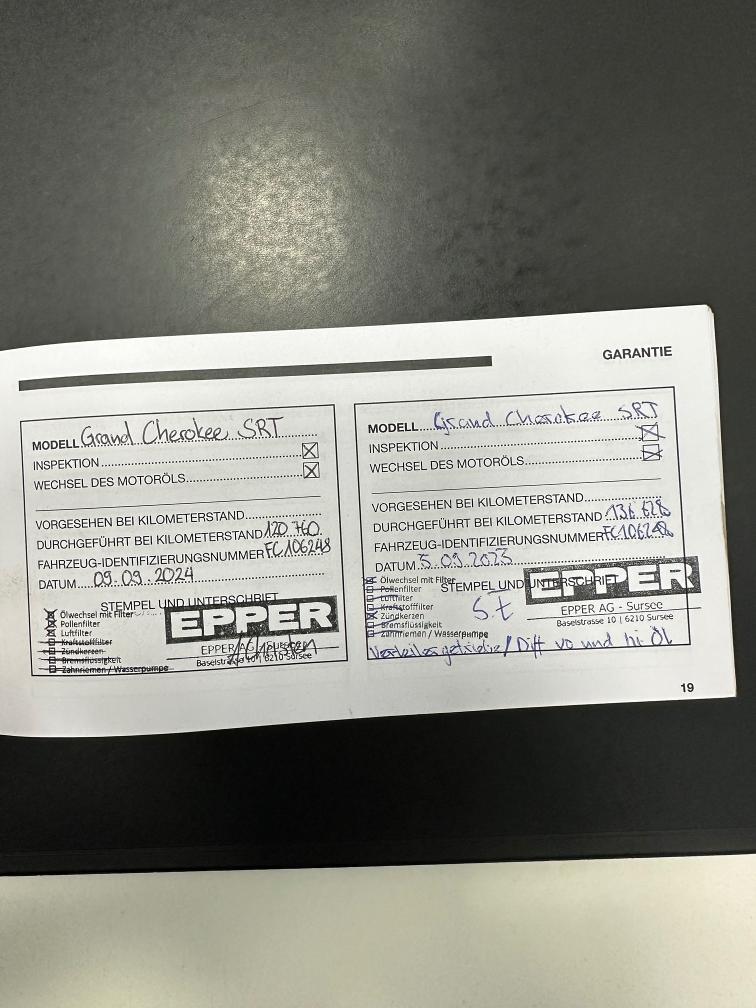 GARANTIE
MODELL Grand Cherokee SRT
INSPEKTION
WECHSEL DES MOTORÖLS
VORGESEHEN BEI KILOMETERSTAND
DURCHGEFÜHRT BEI KILOMETERSTAND 120 760
FAHRZEUG-IDENTIFIZIERUNGSNUMMER FC106248
DATUM 09.09.2024
STEMPEL UND UNTERSCHRIFT
Ölwechsel mit Filter
Pollenfilter
Luftfilter
Kraftstofffilter
Zündkerzen
Bremsflüssigkeit
Zahnriemen / Wasserpumpe
EPPER
EPPER AG - Sursee
Baselstrasse 10 | 6210 Sursee
MODELL Grand Cherokee SRT
INSPEKTION
WECHSEL DES MOTORÖLS
VORGESEHEN BEI KILOMETERSTAND
DURCHGEFÜHRT BEI KILOMETERSTAND 136 628
FAHRZEUG-IDENTIFIZIERUNGSNUMMER FC106248
DATUM 5.09.2023
STEMPEL UND UNTERSCHRIFT
Ölwechsel mit Filter
Pollenfilter
Luftfilter
Kraftstofffilter
Zündkerzen
Bremsflüssigkeit
Zahnriemen / Wasserpumpe
S.t
EPPER
EPPER AG - Sursee
Baselstrasse 10 | 6210 Sursee
Verteilergetriebe / Diff vo und hi Öl
19